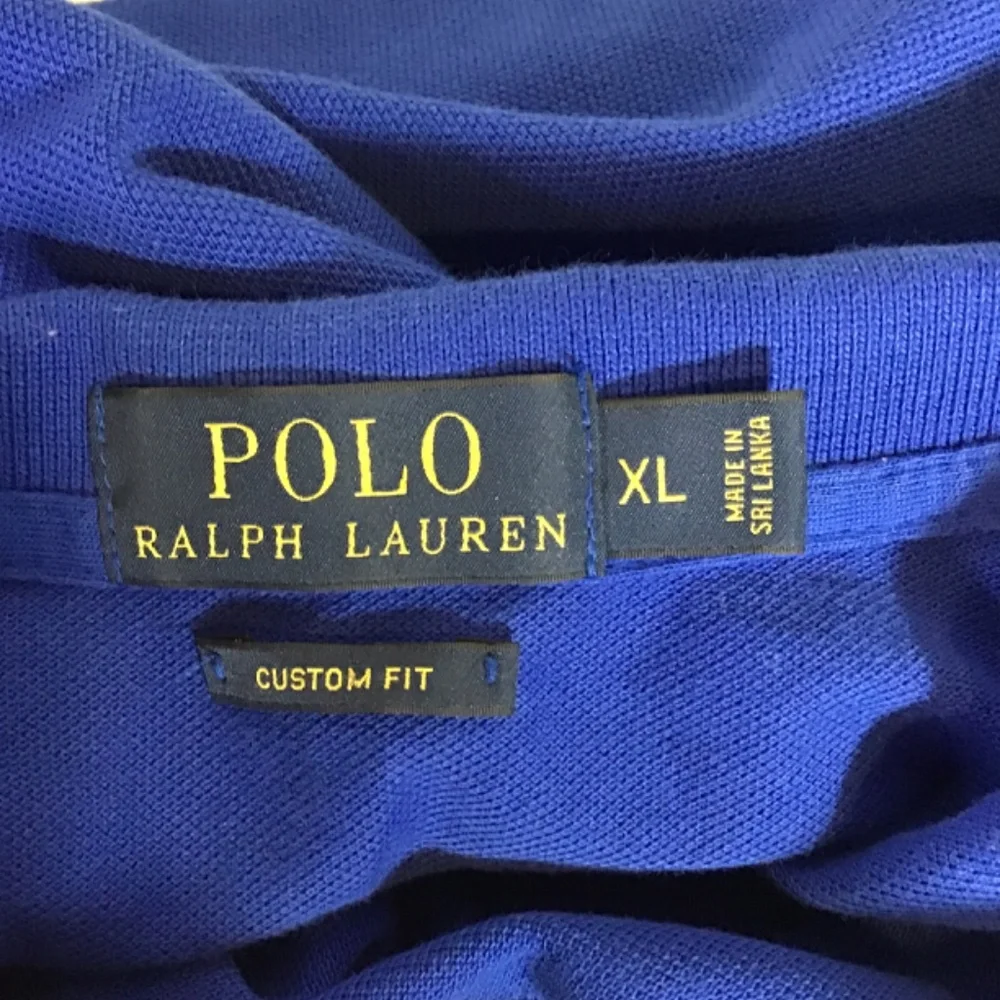 POLO
RALPH LAUREN
XL
MADE IN
SRI LANKA
CUSTOM FIT